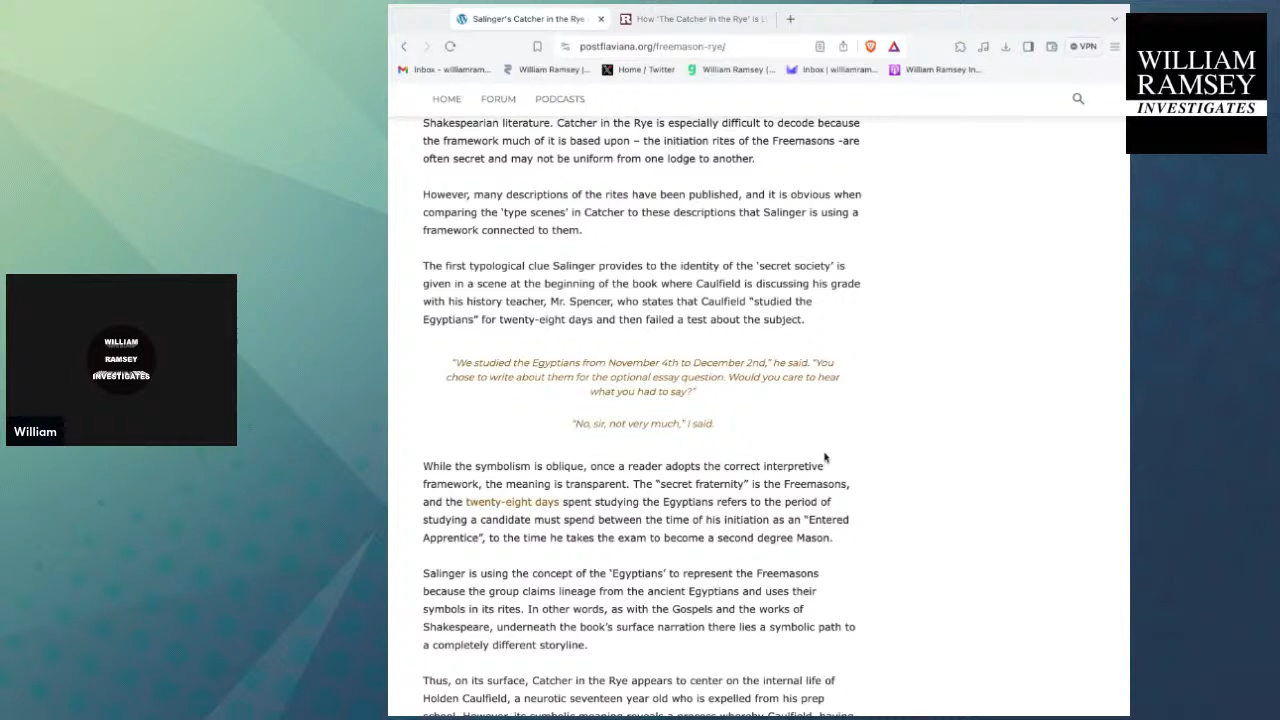 Salinger's Catcher in the Rye
How 'The Catcher in the Rye' Is
postflaviana.org/freemason-rye/
VPN
Inbox - williamram...
William Ramsey |...
Home / Twitter
William Ramsey |...
Inbox | williamram...
William Ramsey In...
HOME
FORUM
PODCASTS
Shakespearian literature. Catcher in the Rye is especially difficult to decode because
the framework much of it is based upon – the initiation rites of the Freemasons -are
often secret and may not be uniform from one lodge to another.
However, many descriptions of the rites have been published, and it is obvious when
comparing the 'type scenes' in Catcher to these descriptions that Salinger is using a
framework connected to them.
The first typological clue Salinger provides to the identity of the 'secret society' is
given in a scene at the beginning of the book where Caulfield is discussing his grade
with his history teacher, Mr. Spencer, who states that Caulfield "studied the
Egyptians" for twenty-eight days and then failed a test about the subject.
"We studied the Egyptians from November 4th to December 2nd," he said. "You
chose to write about them for the optional essay question. Would you care to hear
what you had to say?"
"No, sir, not very much," I said.
While the symbolism is oblique, once a reader adopts the correct interpretive
framework, the meaning is transparent. The "secret fraternity" is the Freemasons,
and the twenty-eight days spent studying the Egyptians refers to the period of
studying a candidate must spend between the time of his initiation as an "Entered
Apprentice", to the time he takes the exam to become a second degree Mason.
Salinger is using the concept of the 'Egyptians' to represent the Freemasons
because the group claims lineage from the ancient Egyptians and uses their
symbols in its rites. In other words, as with the Gospels and the works of
Shakespeare, underneath the book's surface narration there lies a symbolic path to
a completely different storyline.
Thus, on its surface, Catcher in the Rye appears to center on the internal life of
Holden Caulfield, a neurotic seventeen year old who is expelled from his prep
school. However, its symbolic meaning reveals a process whereby Caulfield, having
WILLIAM
RAMSEY
INVESTIGATES
William
WILLIAM
RAMSEY
INVESTIGATES